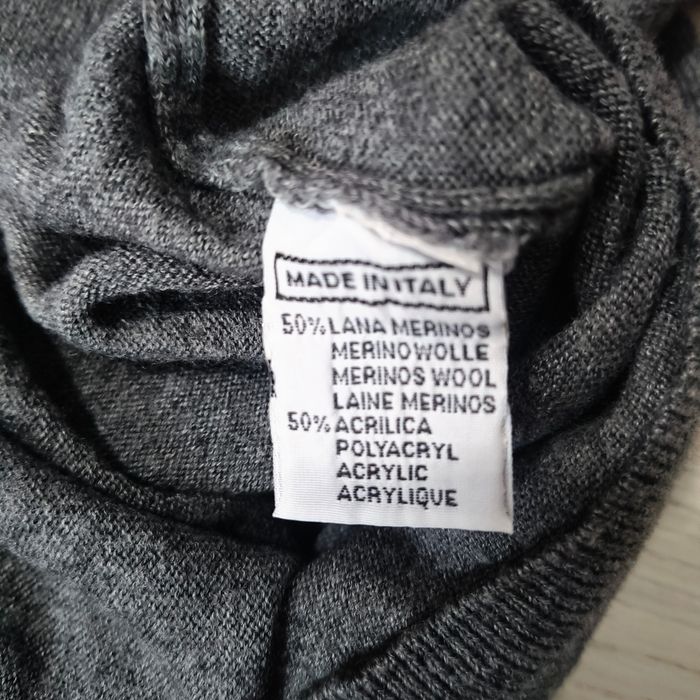 MADE IN ITALY
50% LANA MERINOS
MERINOWOLLE
MERINOS WOOL
LAINE MERINOS
50% ACRILICA
POLYACRYL
ACRYLIC
ACRYLIQUE